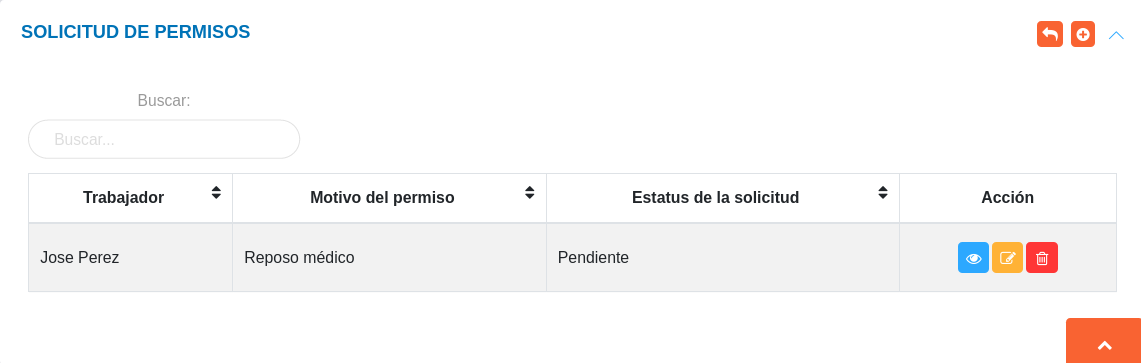 SOLICITUD DE PERMISOS
Buscar:
Buscar...
Trabajador Motivo del permiso Estatus de la solicitud Acción
Jose Perez Reposo médico Pendiente